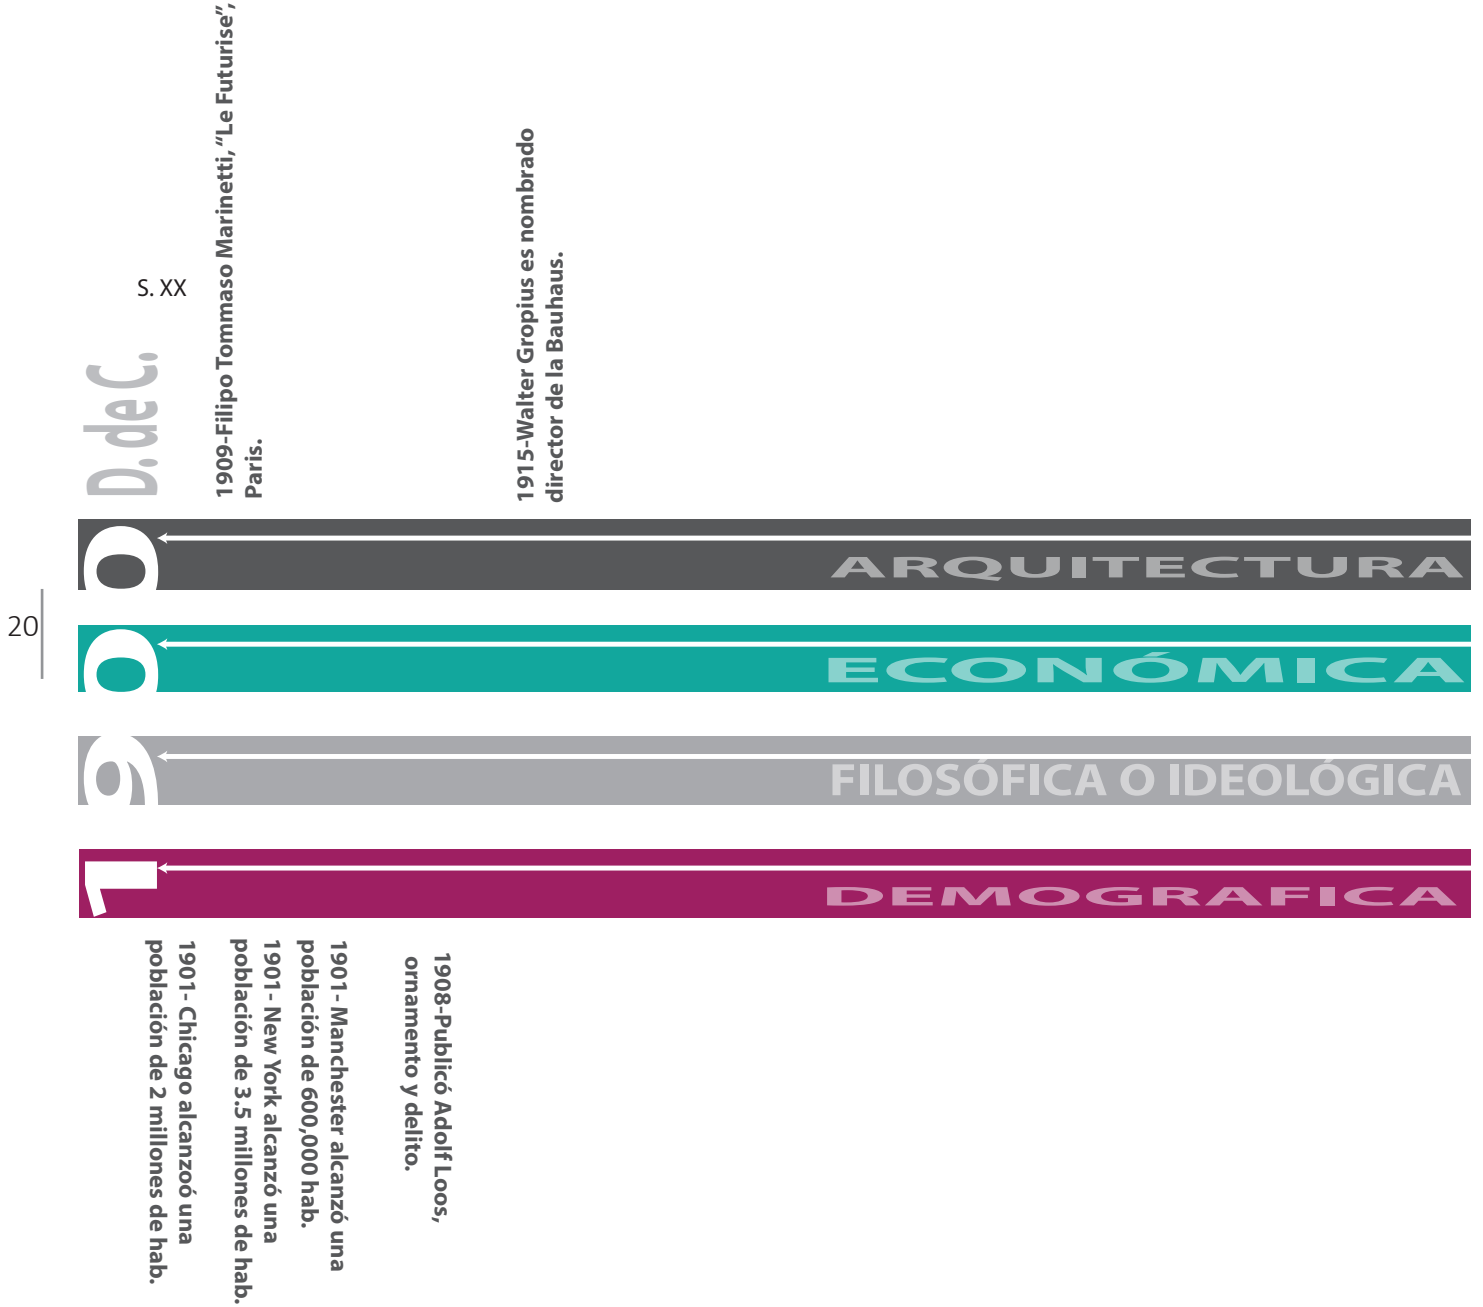 1909-Filipo Tommaso Marinetti, “Le Futurise”,
Paris.
1915-Walter Gropius es nombrado
director de la Bauhaus.
S. XX
D. de C.
20
1900
ARQUITECTURA
ECONÓMICA
FILOSÓFICA O IDEOLÓGICA
DEMOGRAFICA
1901- Chicago alcanzoó una
población de 2 millones de hab.
1901- New York alcanzó una
población de 3.5 millones de hab.
1901- Manchester alcanzó una
población de 600,000 hab.
1908-Publicó Adolf Loos,
ornamento y delito.